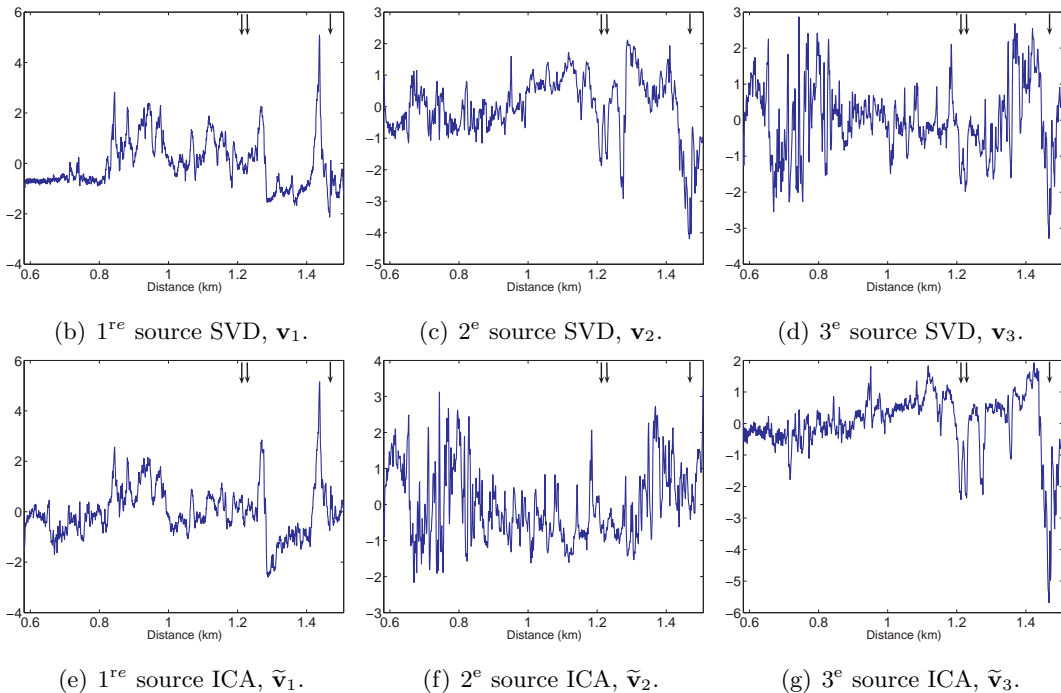 6
4
2
0
−2
−4
0.6 0.8 1 1.2 1.4
Distance (km)
3
2
1
0
−1
−2
−3
−4
−5
0.6 0.8 1 1.2 1.4
Distance (km)
3
2
1
0
−1
−2
−3
−4
0.6 0.8 1 1.2 1.4
Distance (km)
(b) 1re source SVD, v1.
(c) 2e source SVD, v2.
(d) 3e source SVD, v3.
6
4
2
0
−2
−4
0.6 0.8 1 1.2 1.4
Distance (km)
4
3
2
1
0
−1
−2
−3
0.6 0.8 1 1.2 1.4
Distance (km)
2
1
0
−1
−2
−3
−4
−5
−6
0.6 0.8 1 1.2 1.4
Distance (km)
(e) 1re source ICA, ṽ1.
(f) 2e source ICA, ṽ2.
(g) 3e source ICA, ṽ3.